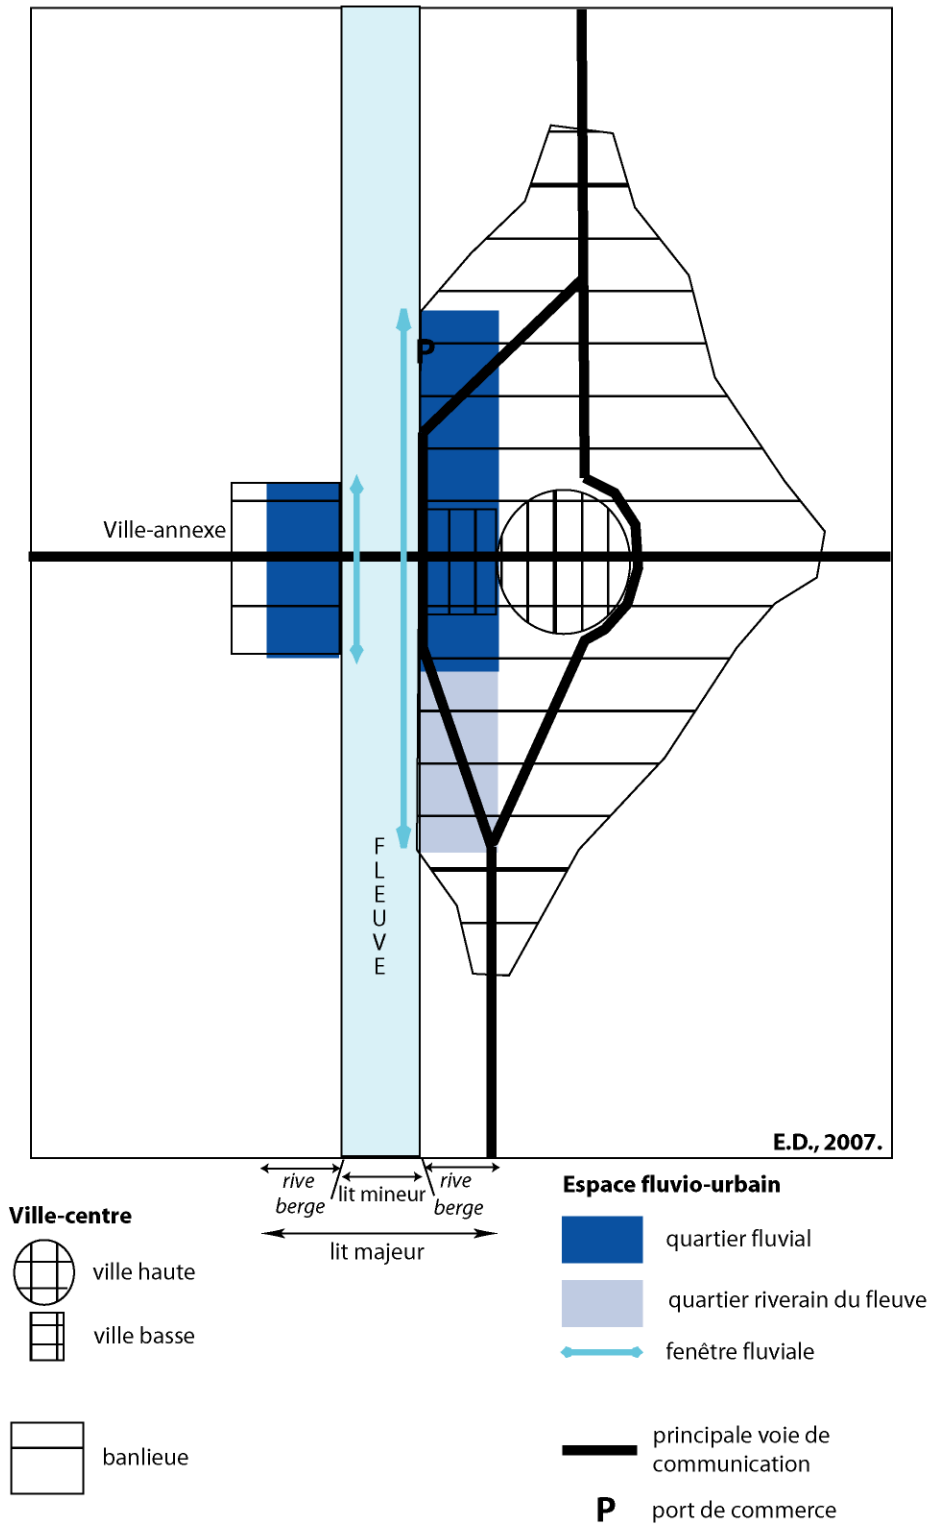 P
Ville-annexe
FLEUVE
E.D., 2007.
rive
berge
lit mineur
rive
berge
lit majeur
Ville-centre
ville haute
ville basse
banlieue
Espace fluvio-urbain
quartier fluvial
quartier riverain du fleuve
fenêtre fluviale
principale voie de
communication
P port de commerce